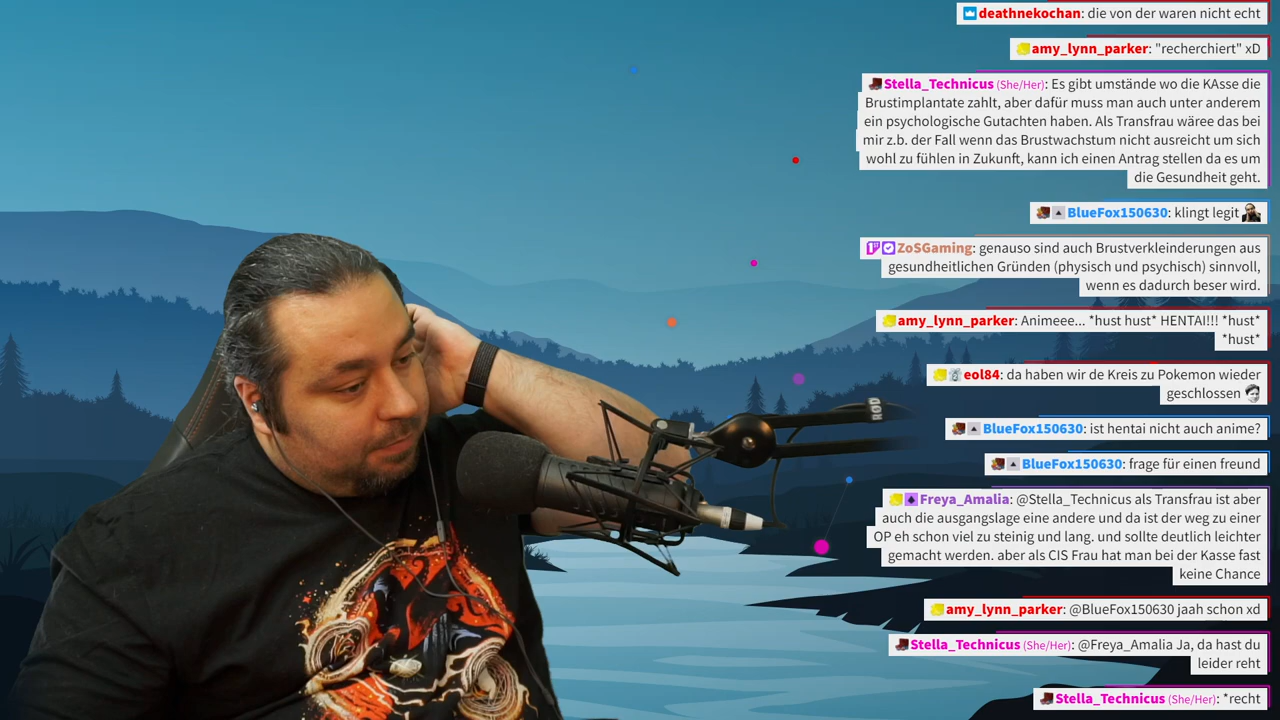 deathnekochan: die von der waren nicht echt
amy_lynn_parker: "recherchiert" xD
Stella_Technicus (She/Her): Es gibt umstände wo die KAsse die
Brustimplantate zahlt, aber dafür muss man auch unter anderem
ein psychologische Gutachten haben. Als Transfrau wäree das bei
mir z.b. der Fall wenn das Brustwachstum nicht ausreicht um sich
wohl zu fühlen in Zukunft, kann ich einen Antrag stellen da es um
die Gesundheit geht.
BlueFox150630: klingt legit
ZoSGaming: genauso sind auch Brustverkleinderungen aus
gesundheitlichen Gründen (physisch und psychisch) sinnvoll,
wenn es dadurch beser wird.
amy_lynn_parker: Animeee... *hust hust* HENTAI!!! *hust*
*hust*
eol84: da haben wir de Kreis zu Pokemon wieder
geschlossen
BlueFox150630: ist hentai nicht auch anime?
BlueFox150630: frage für einen freund
Freya_Amalia: @Stella_Technicus als Transfrau ist aber
auch die ausgangslage eine andere und da ist der weg zu einer
OP eh schon viel zu steinig und lang. und sollte deutlich leichter
gemacht werden. aber als CIS Frau hat man bei der Kasse fast
keine Chance
amy_lynn_parker: @BlueFox150630 jaah schon xd
Stella_Technicus (She/Her): @Freya_Amalia Ja, da hast du
leider reht
Stella_Technicus (She/Her): *recht
RØDE